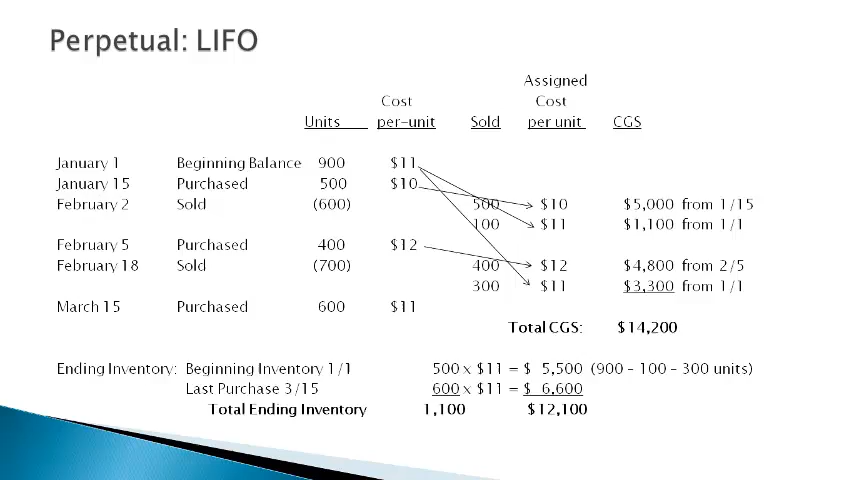 Perpetual: LIFO
Assigned
Cost Cost
Units per-unit Sold per unit CGS
January 1 Beginning Balance 900 $11
January 15 Purchased 500 $10
February 2 Sold (600) 500 $10 $5,000 from 1/15
100 $11 $1,100 from 1/1
February 5 Purchased 400 $12
February 18 Sold (700) 400 $12 $4,800 from 2/5
300 $11 $3,300 from 1/1
March 15 Purchased 600 $11
Total CGS: $14,200
Ending Inventory: Beginning Inventory 1/1 500 x $11 = $ 5,500 (900 – 100 – 300 units)
Last Purchase 3/15 600 x $11 = $ 6,600
Total Ending Inventory 1,100 $12,100